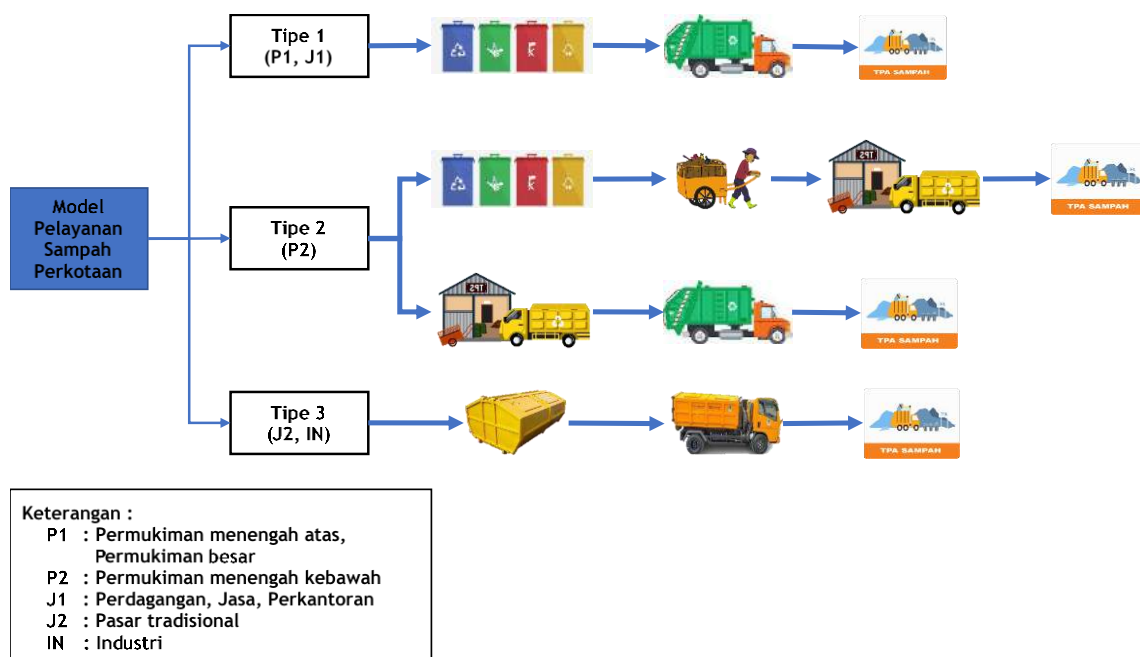 Tipe 1
(P1, J1)
TPA SAMPAH
TPS
TPA SAMPAH
Model
Pelayanan
Sampah
Perkotaan
Tipe 2
(P2)
TPS
TPA SAMPAH
Tipe 3
(J2, IN)
TPA SAMPAH
Keterangan :
P1 : Permukiman menengah atas,
Permukiman besar
P2 : Permukiman menengah kebawah
J1 : Perdagangan, Jasa, Perkantoran
J2 : Pasar tradisional
IN : Industri